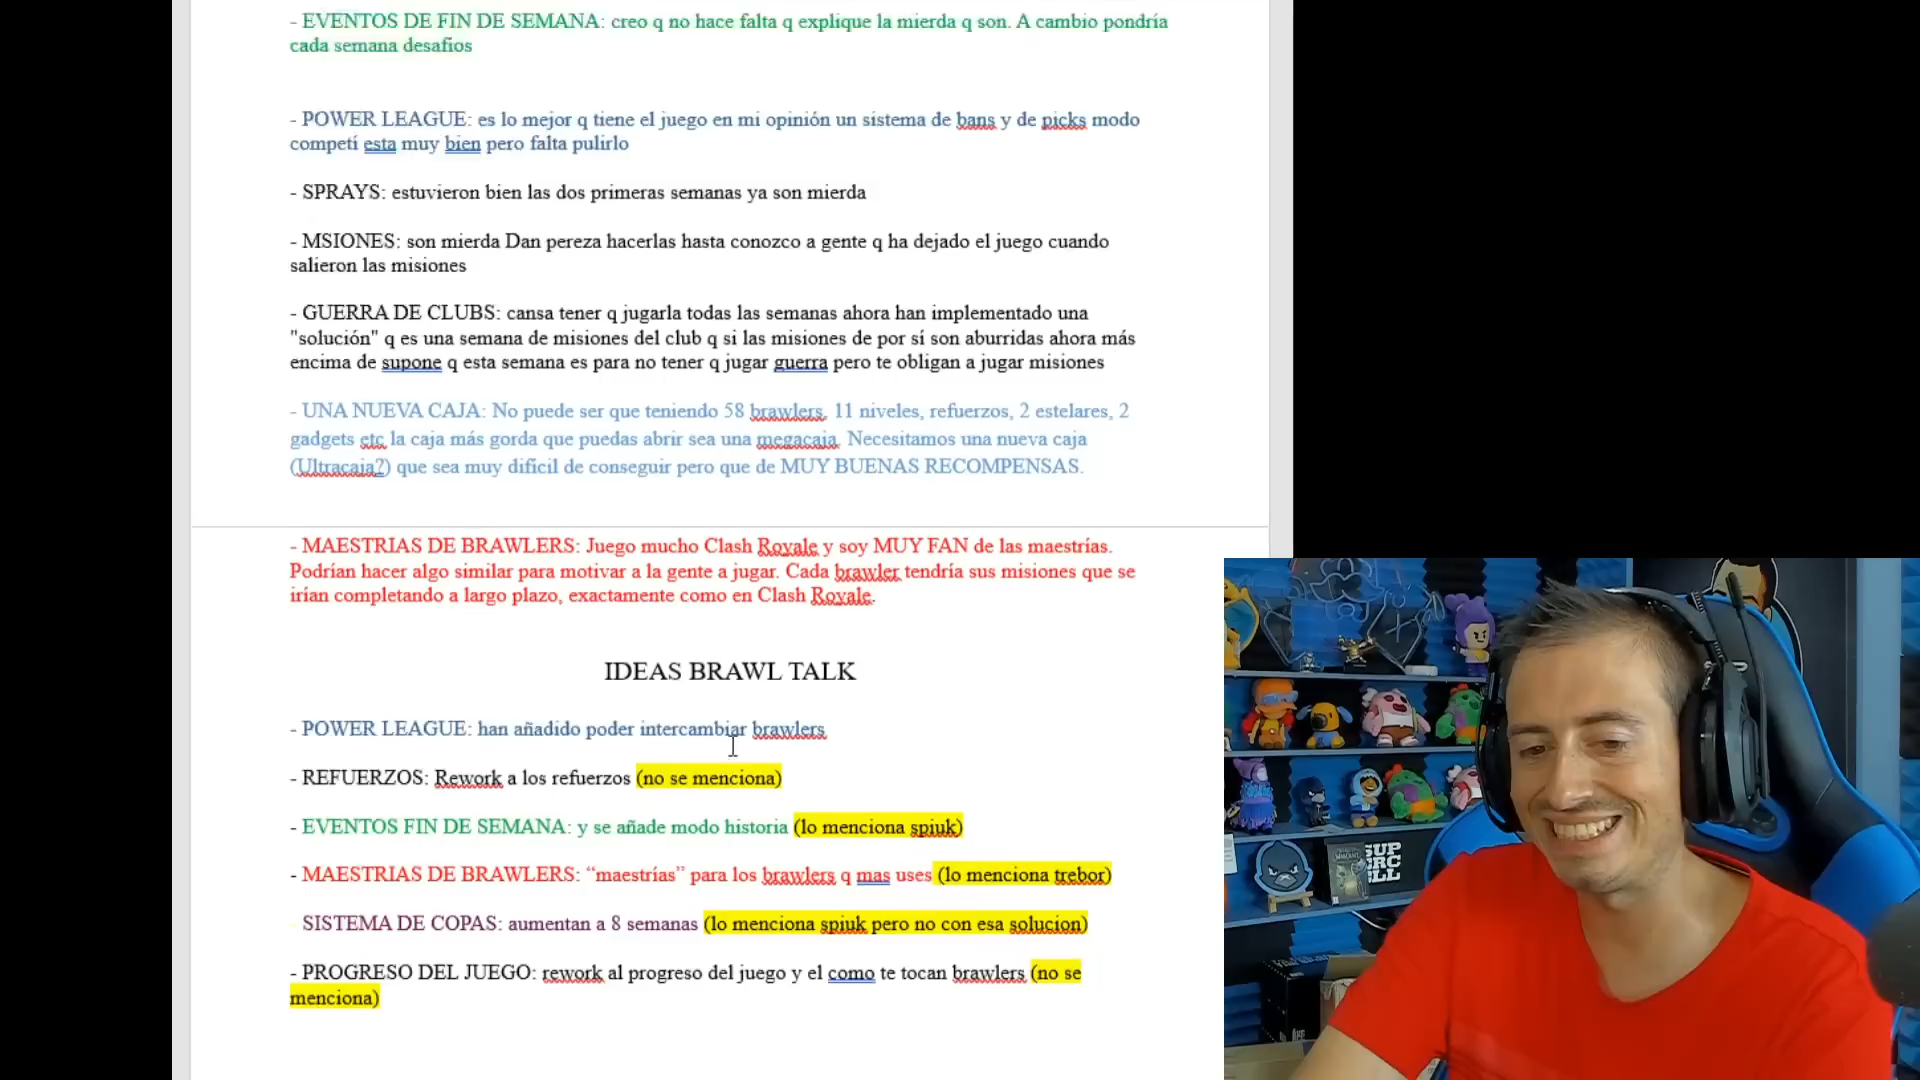 - EVENTOS DE FIN DE SEMANA: creo q no hace falta q explique la mierda q son. A cambio pondría
cada semana desafíos
- POWER LEAGUE: es lo mejor q tiene el juego en mi opinión un sistema de bans y de picks modo
competí esta muy bien pero falta pulirlo
- SPRAYS: estuvieron bien las dos primeras semanas ya son mierda
- MSIONES: son mierda Dan pereza hacerlas hasta conozco a gente q ha dejado el juego cuando
salieron las misiones
- GUERRA DE CLUBS: cansa tener q jugarla todas las semanas ahora han implementado una
"solución" q es una semana de misiones del club q si las misiones de por sí son aburridas ahora más
encima de supone q esta semana es para no tener q jugar guerra pero te obligan a jugar misiones
- UNA NUEVA CAJA: No puede ser que teniendo 58 brawlers, 11 niveles, refuerzos, 2 estelares, 2
gadgets etc la caja más gorda que puedas abrir sea una megacaja. Necesitamos una nueva caja
(Ultracaja?) que sea muy difícil de conseguir pero que de MUY BUENAS RECOMPENSAS.
- MAESTRIAS DE BRAWLERS: Juego mucho Clash Royale y soy MUY FAN de las maestrías.
Podrían hacer algo similar para motivar a la gente a jugar. Cada brawler tendría sus misiones que se
irían completando a largo plazo, exactamente como en Clash Royale.
IDEAS BRAWL TALK
- POWER LEAGUE: han añadido poder intercambiar brawlers
- REFUERZOS: Rework a los refuerzos (no se menciona)
- EVENTOS FIN DE SEMANA: y se añade modo historia (lo menciona spiuk)
- MAESTRIAS DE BRAWLERS: “maestrías” para los brawlers q mas uses (lo menciona trebor)
- SISTEMA DE COPAS: aumentan a 8 semanas (lo menciona spiuk pero no con esa solucion)
- PROGRESO DEL JUEGO: rework al progreso del juego y el como te tocan brawlers (no se
menciona)
UP
RC
LL